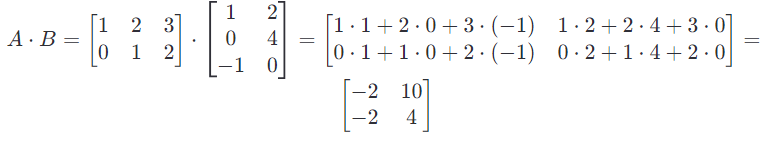 A · B = [1 2 3; 0 1 2] · [1 2; 0 4; −1 0] = [1 · 1 + 2 · 0 + 3 · (−1) 1 · 2 + 2 · 4 + 3 · 0; 0 · 1 + 1 · 0 + 2 · (−1) 0 · 2 + 1 · 4 + 2 · 0] =
[−2 10; −2 4]